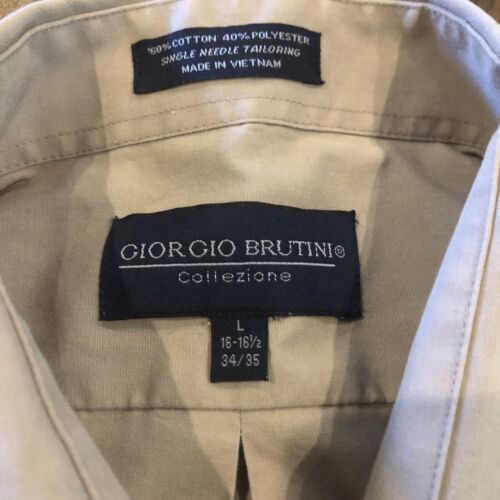 60% COTTON 40% POLYESTER
SINGLE NEEDLE TAILORING
MADE IN VIETNAM
GIORGIO BRUTINI®
Collezione
L
16-16½
34/35